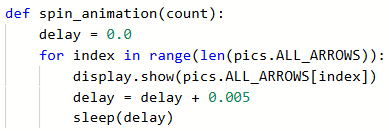 def spin_animation(count):
    delay = 0.0
    for index in range(len(pics.ALL_ARROWS)):
        display.show(pics.ALL_ARROWS[index])
        delay = delay + 0.005
        sleep(delay)